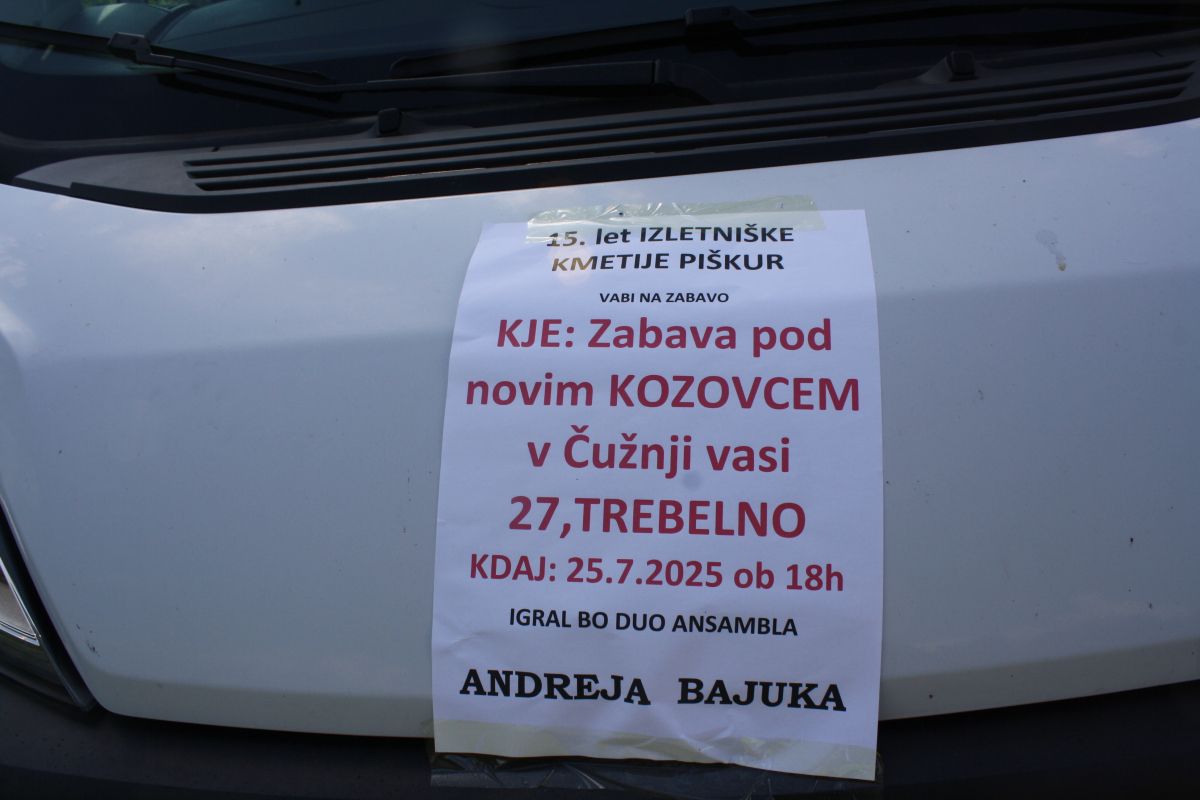 15. let IZLETNIŠKE
KMETIJE PIŠKUR
VABI NA ZABAVO
KJE: Zabava pod
novim KOZOVCEM
v Čužnji vasi
27,TREBELNO
KDAJ: 25.7.2025 ob 18h
IGRAL BO DUO ANSAMBLA
ANDREJA BAJUKA